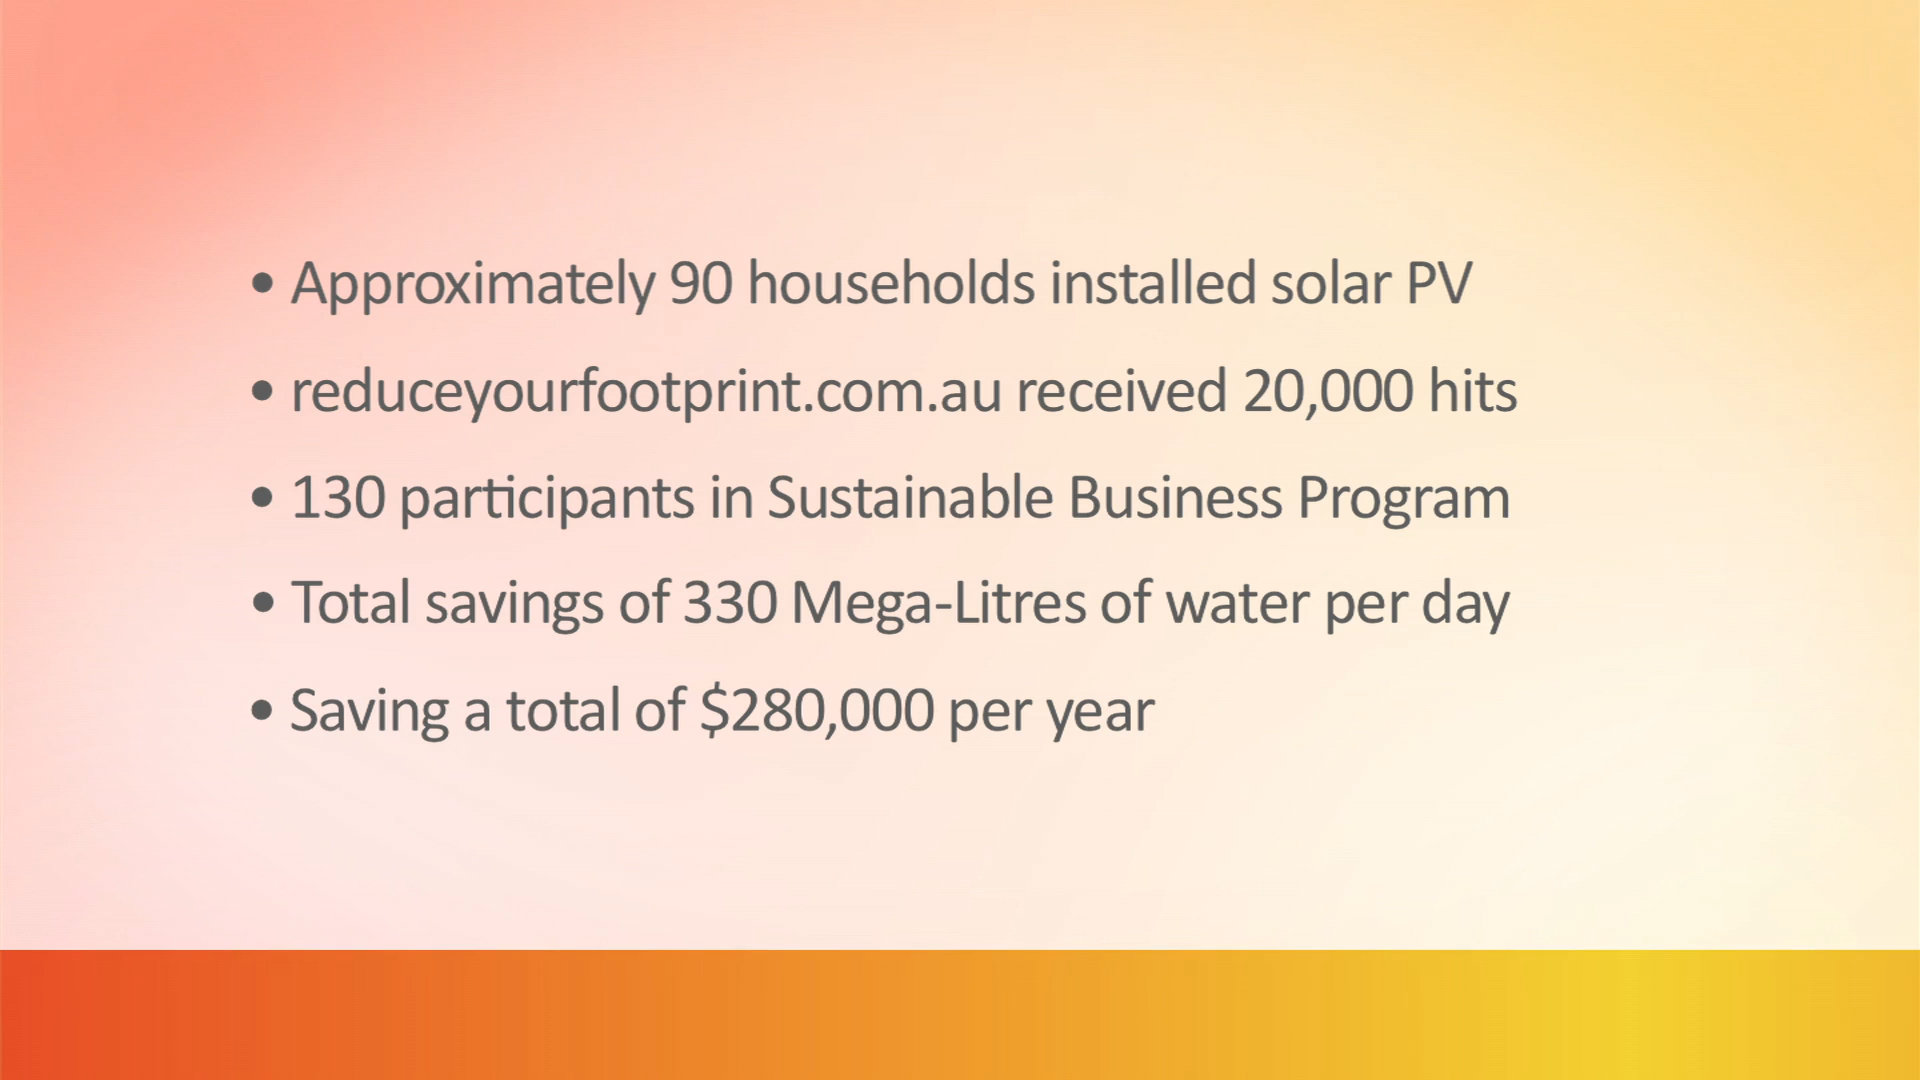 • Approximately 90 households installed solar PV
• reduceyourfootprint.com.au received 20,000 hits
• 130 participants in Sustainable Business Program
• Total savings of 330 Mega-Litres of water per day
• Saving a total of $280,000 per year